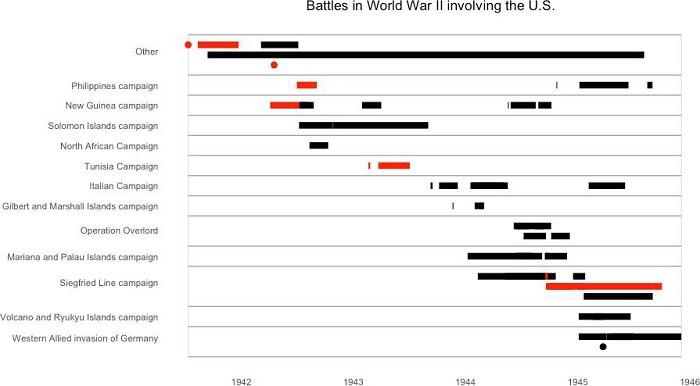 Battles in World War II involving the U.S.
Other
Philippines campaign
New Guinea campaign
Solomon Islands campaign
North African Campaign
Tunisia Campaign
Italian Campaign
Gilbert and Marshall Islands campaign
Operation Overlord
Mariana and Palau Islands campaign
Siegfried Line campaign
Volcano and Ryukyu Islands campaign
Western Allied invasion of Germany
1942 1943 1944 1945 1946